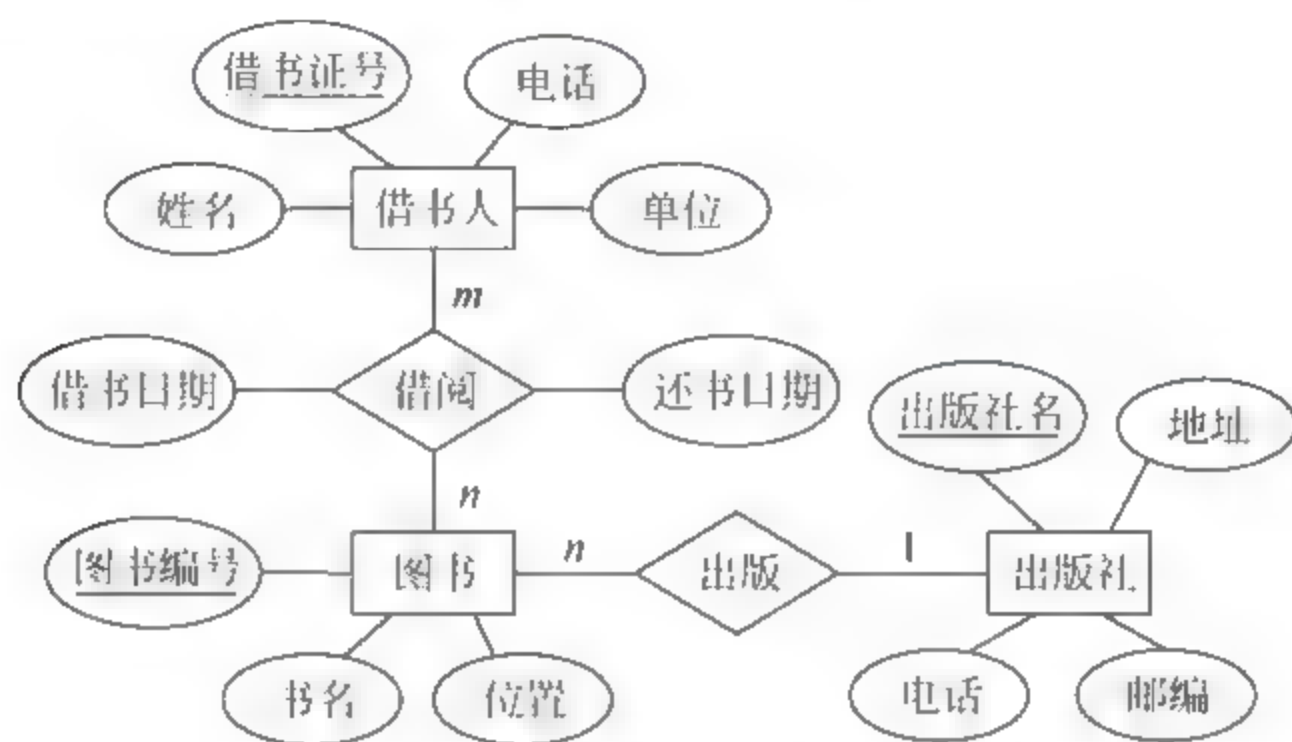 借书证号 电话
姓名 借书人 单位
m
借书日期 借阅 还书日期
出版社名 地址
n
图书编号 图书 n 出版 1 出版社
书名 位置 电话 邮编